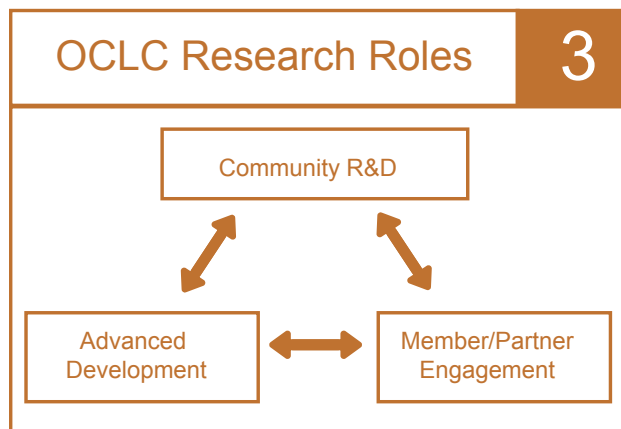 OCLC Research Roles
3
Community R&D
Advanced
Development
Member/Partner
Engagement